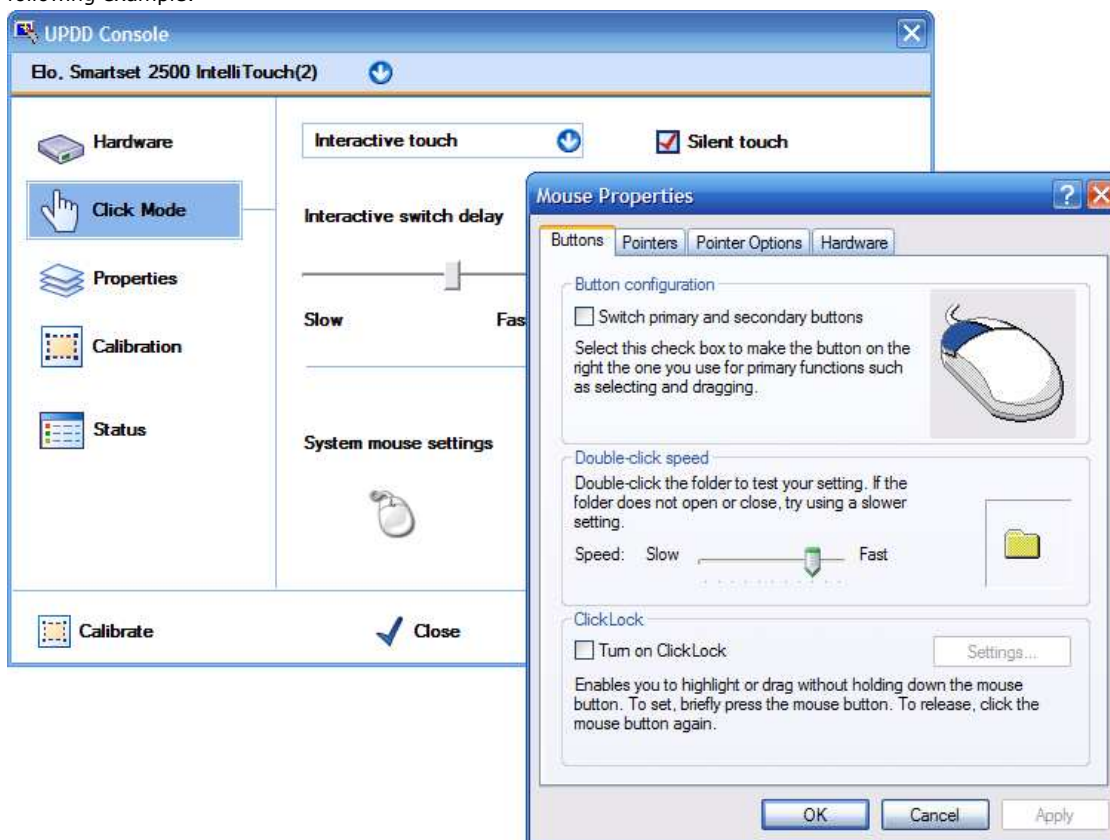 following example:
UPDD Console
Elo, Smartset 2500 IntelliTouch(2)
Hardware
Click Mode
Properties
Calibration
Status
Interactive touch
Silent touch
Interactive switch delay
Slow Fas
System mouse settings
Calibrate
Close
Mouse Properties
Buttons Pointers Pointer Options Hardware
Button configuration
Switch primary and secondary buttons
Select this check box to make the button on the
right the one you use for primary functions such
as selecting and dragging.
Double-click speed
Double-click the folder to test your setting. If the
folder does not open or close, try using a slower
setting.
Speed: Slow Fast
ClickLock
Turn on ClickLock
Settings...
Enables you to highlight or drag without holding down the mouse
button. To set, briefly press the mouse button. To release, click the
mouse button again.
OK Cancel Apply